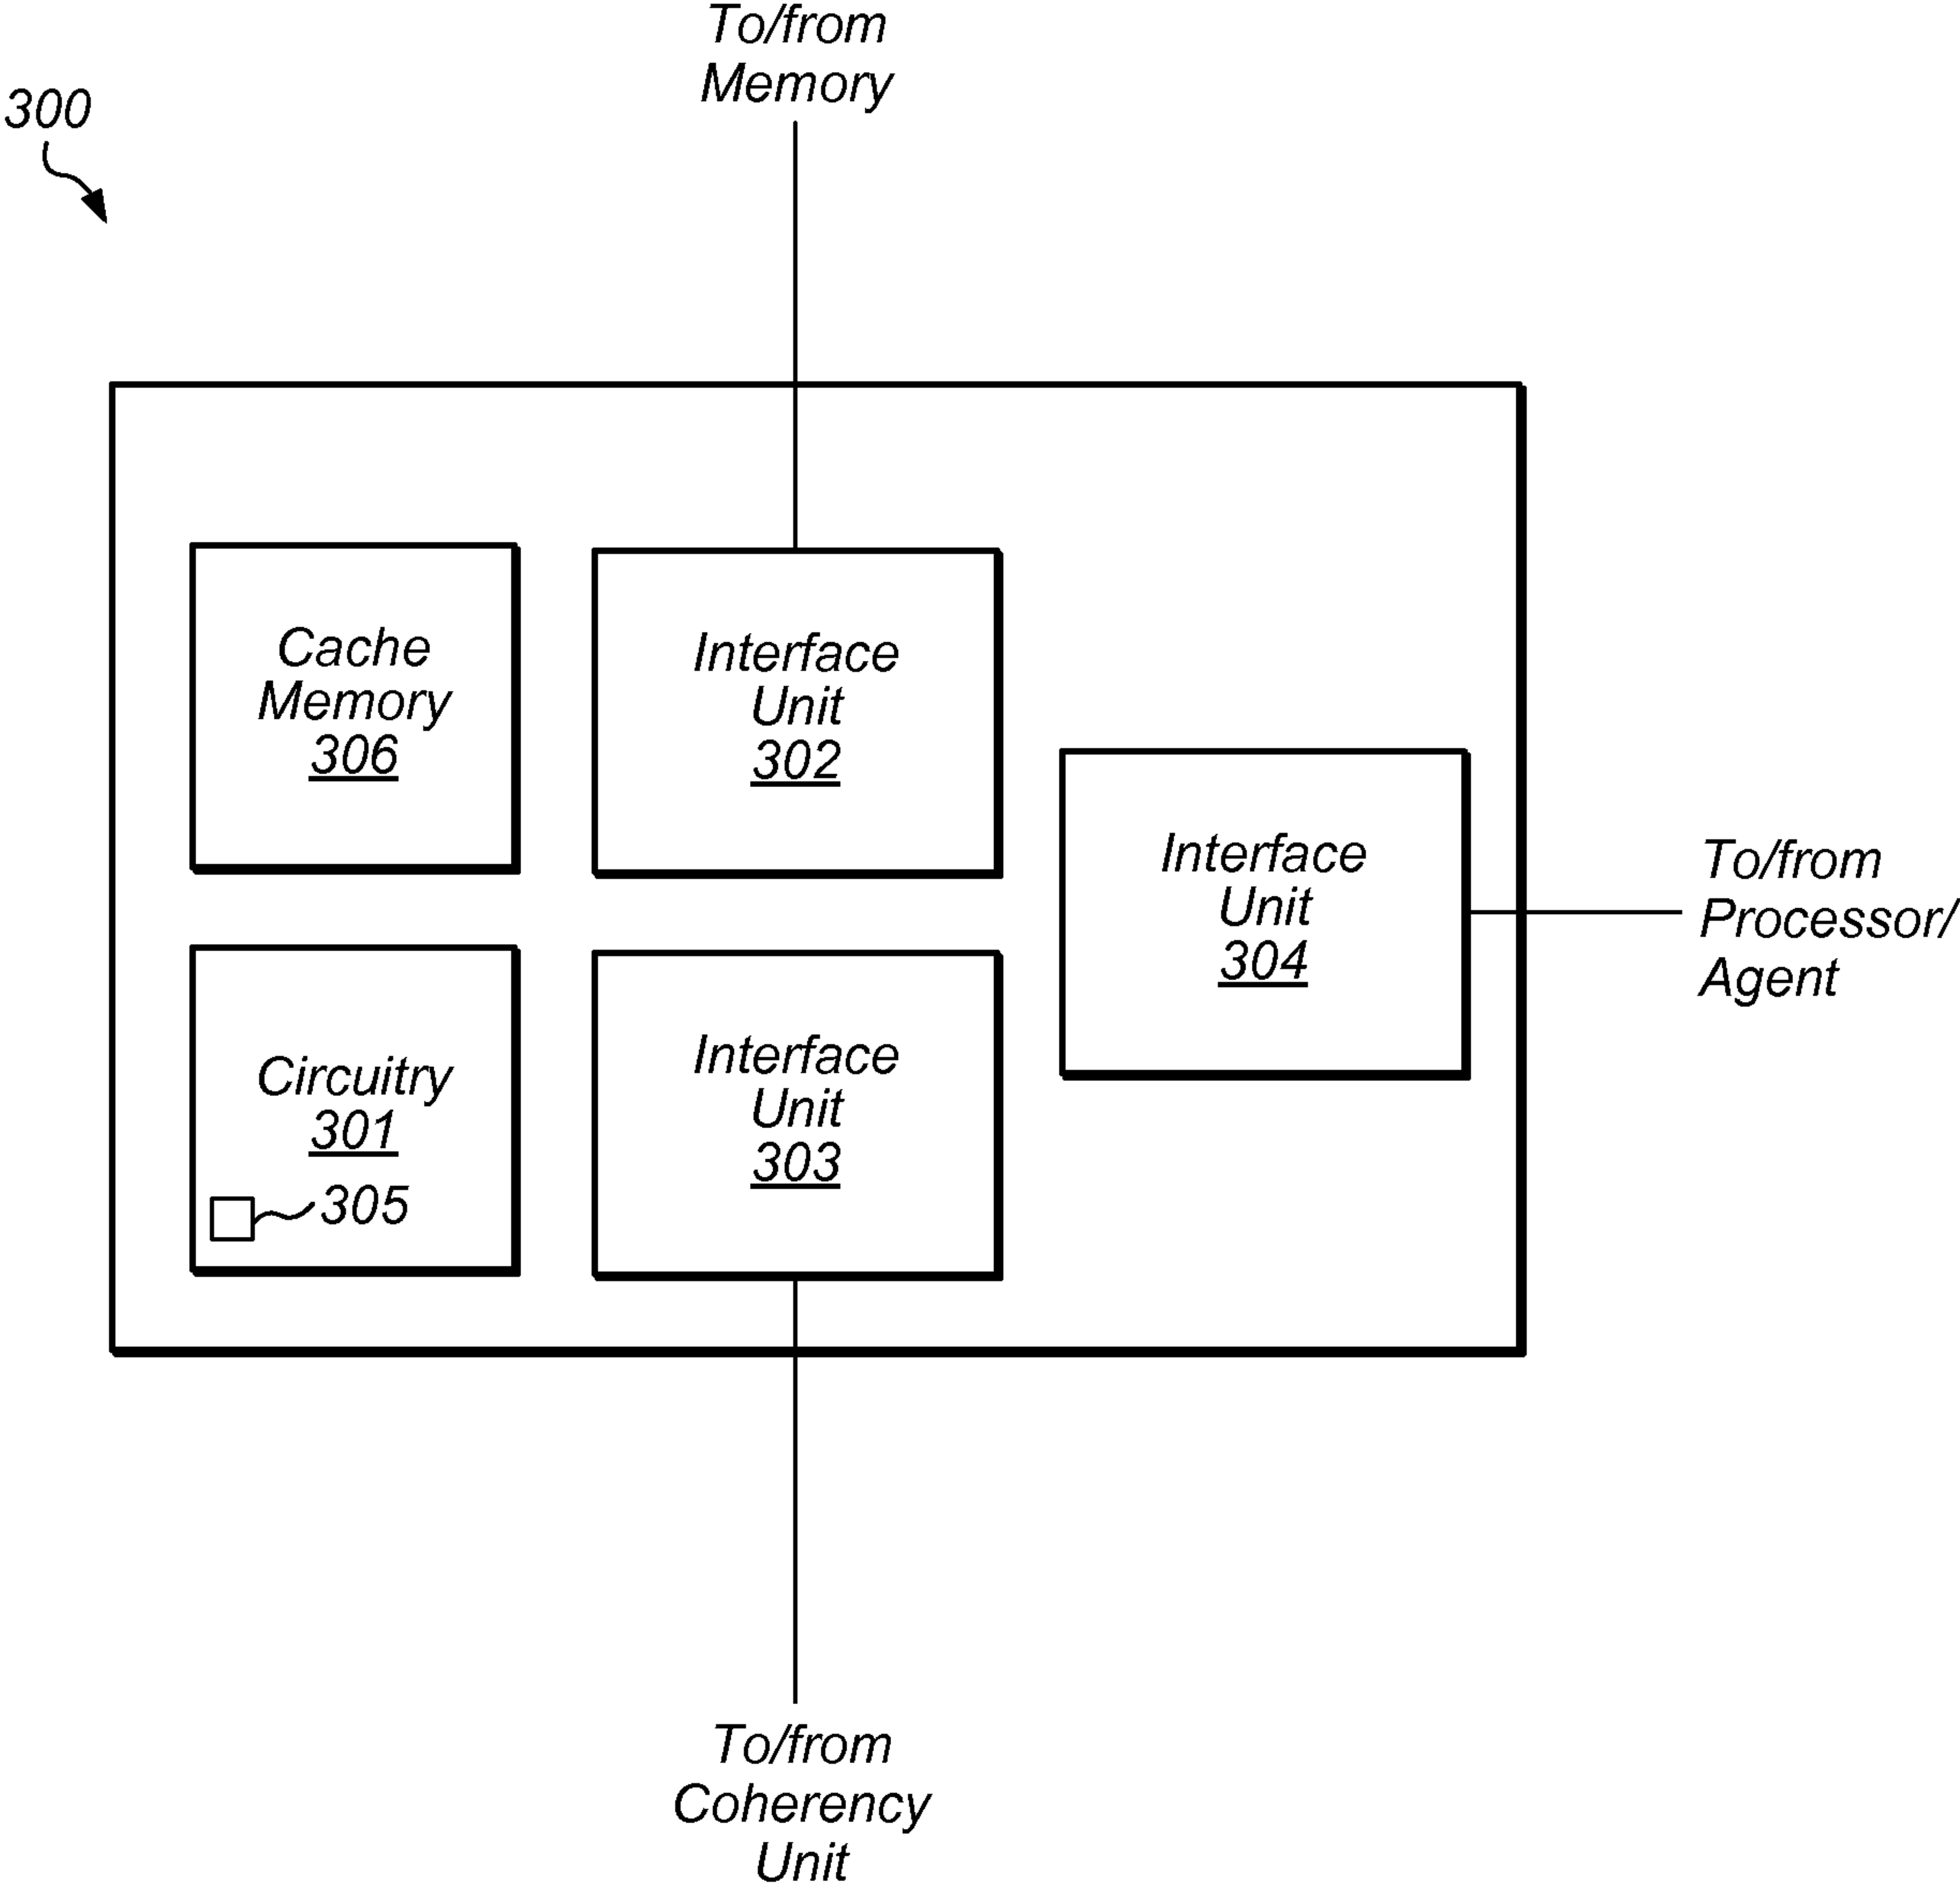 To/from
Memory
300
Cache
Memory
306
Interface
Unit
302
Interface
Unit
304
To/from
Processor/
Agent
Circuitry
301
305
Interface
Unit
303
To/from
Coherency
Unit